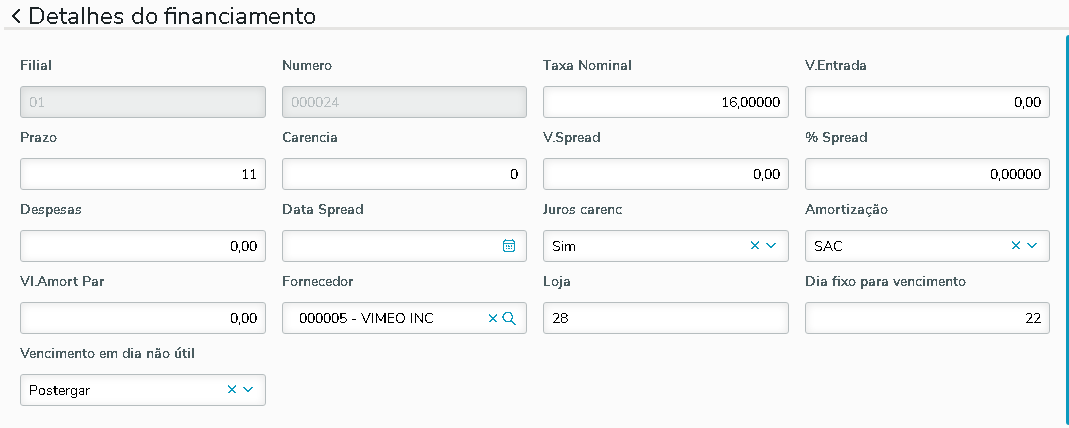 Detalhes do financiamento
Filial Numero Taxa Nominal V.Entrada
01 000024 16,00000 0,00
Prazo Carencia V.Spread % Spread
11 0 0,00 0,00000
Despesas Data Spread Juros carenc Amortização
0,00 Sim SAC
Vl.Amort Par Fornecedor Loja Dia fixo para vencimento
0,00 000005 - VIMEO INC 28 22
Vencimento em dia não útil
Postergar